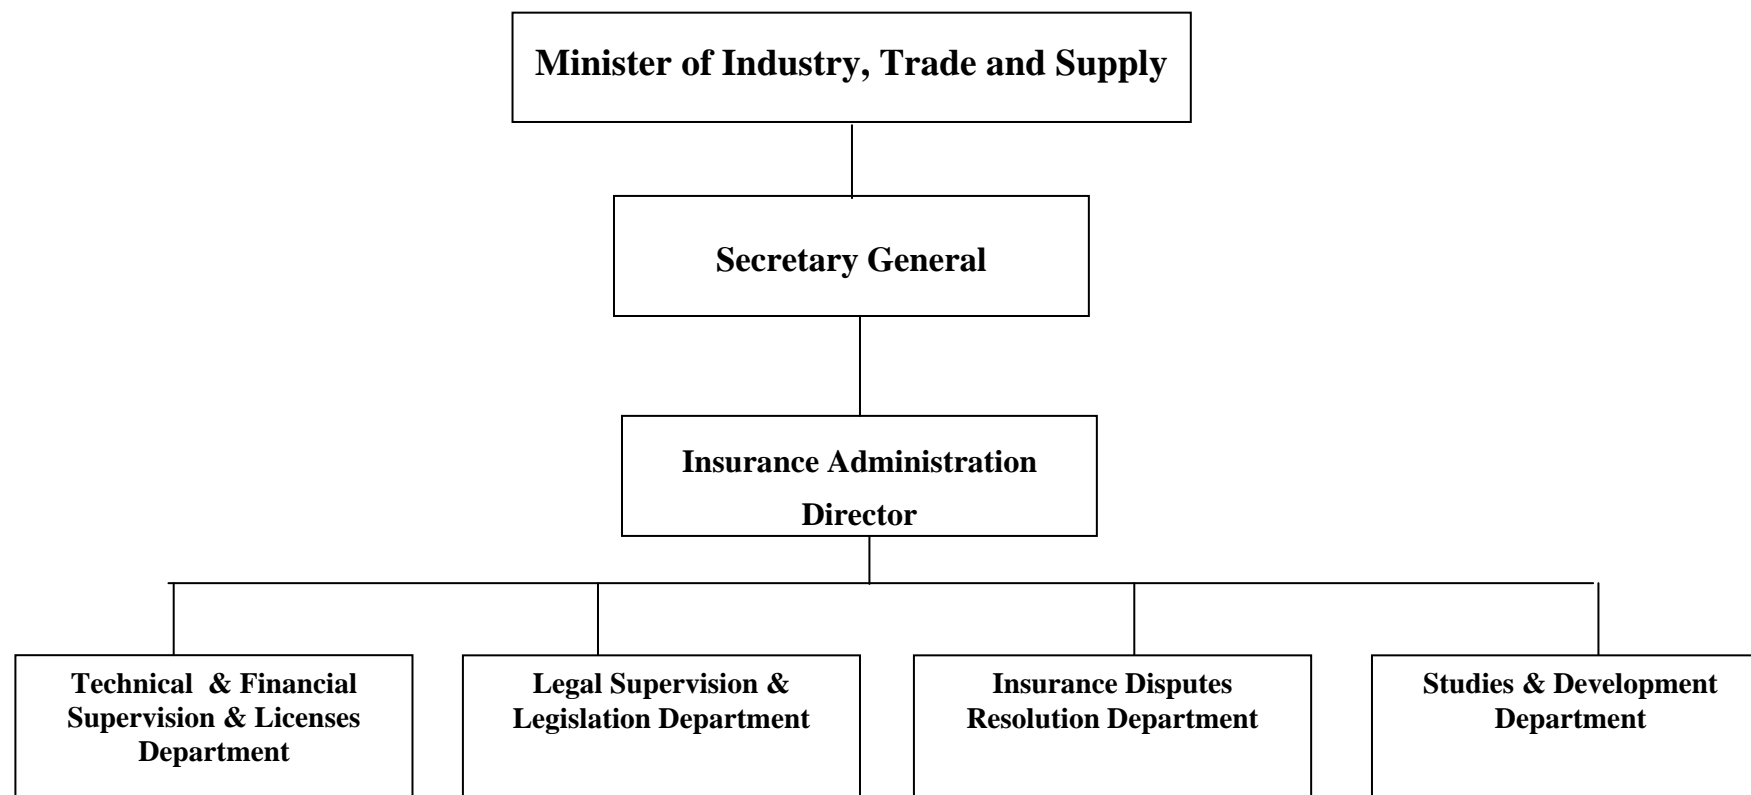 Minister of Industry, Trade and Supply
Secretary General
Insurance Administration
Director
Technical & Financial
Supervision & Licenses
Department
Legal Supervision &
Legislation Department
Insurance Disputes
Resolution Department
Studies & Development
Department